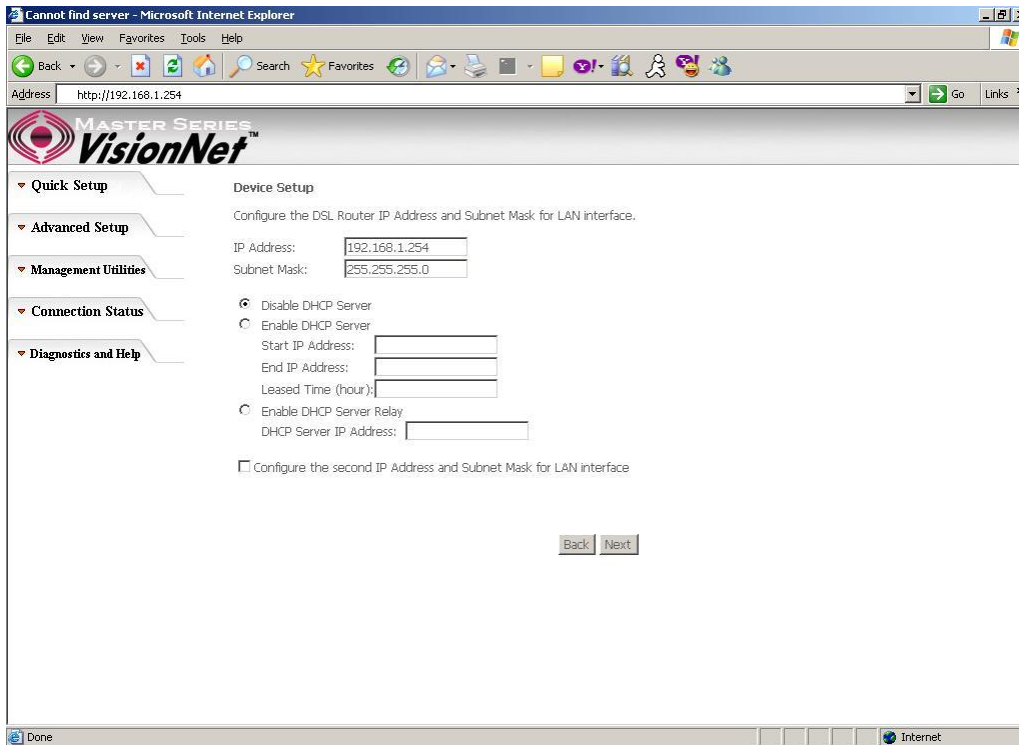 Cannot find server - Microsoft Internet Explorer
File Edit View Favorites Tools Help
Back Search Favorites
Address http://192.168.1.254 Go Links
MASTER SERIES
VisionNet™
Quick Setup
Advanced Setup
Management Utilities
Connection Status
Diagnostics and Help
Device Setup
Configure the DSL Router IP Address and Subnet Mask for LAN interface.
IP Address: 192.168.1.254
Subnet Mask: 255.255.255.0
Disable DHCP Server
Enable DHCP Server
Start IP Address:
End IP Address:
Leased Time (hour):
Enable DHCP Server Relay
DHCP Server IP Address:
Configure the second IP Address and Subnet Mask for LAN interface
Back Next
Done Internet